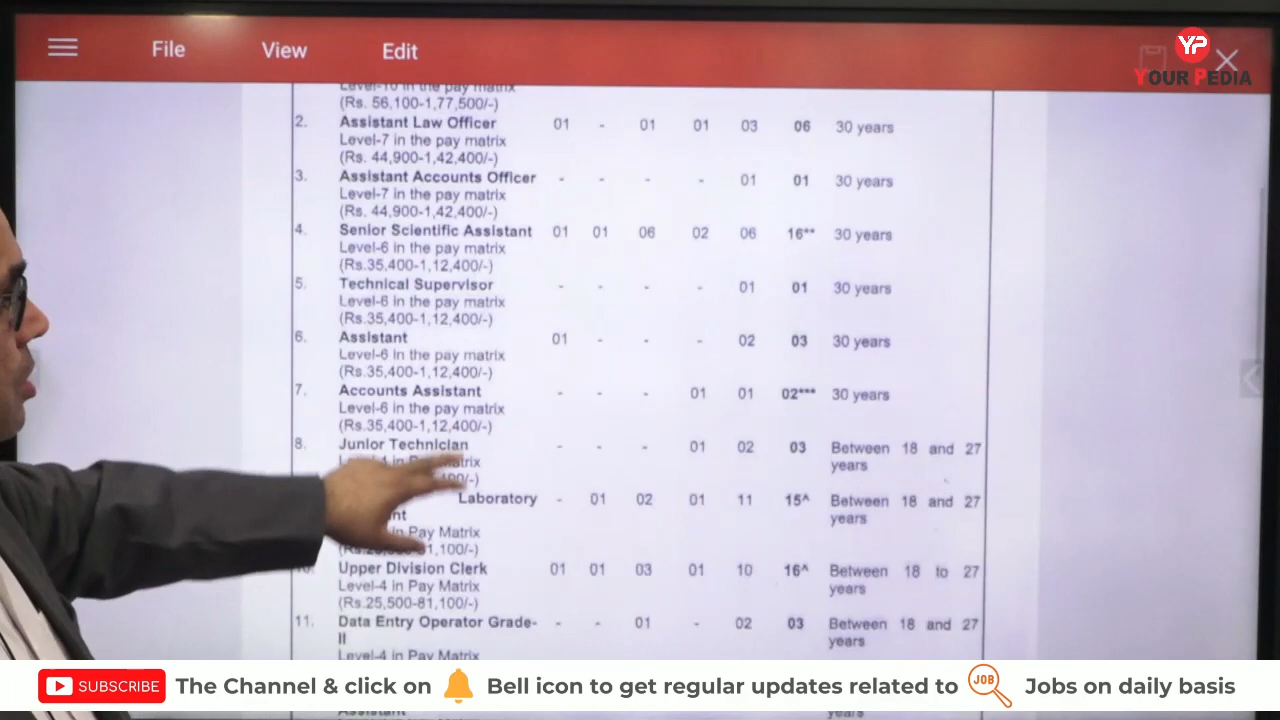 File View Edit
YP
YOUR PEDIA
Level-10 in the pay matrix
(Rs. 56,100-1,77,500/-)
2. Assistant Law Officer 01 - 01 01 03 06 30 years
Level-7 in the pay matrix
(Rs. 44,900-1,42,400/-)
3. Assistant Accounts Officer - - - - 01 01 30 years
Level-7 in the pay matrix
(Rs. 44,900-1,42,400/-)
4. Senior Scientific Assistant 01 01 06 02 06 16** 30 years
Level-6 in the pay matrix
(Rs.35,400-1,12,400/-)
5. Technical Supervisor - - - - 01 01 30 years
Level-6 in the pay matrix
(Rs.35,400-1,12,400/-)
6. Assistant 01 - - - 02 03 30 years
Level-6 in the pay matrix
(Rs.35,400-1,12,400/-)
7. Accounts Assistant - - - 01 01 02*** 30 years
Level-6 in the pay matrix
(Rs.35,400-1,12,400/-)
8. Junior Technician - - - 01 02 03 Between 18 and 27
years
Laboratory - 01 02 01 11 15^ Between 18 and 27
years
in Pay Matrix
1,100/-)
Upper Division Clerk 01 01 03 01 10 16^ Between 18 to 27
Level-4 in Pay Matrix years
(Rs.25,500-81,100/-)
11. Data Entry Operator Grade- - - 01 - 02 03 Between 18 and 27
II years
Level-4 in Pay Matrix
SUBSCRIBE The Channel & click on Bell icon to get regular updates related to JOB Jobs on daily basis